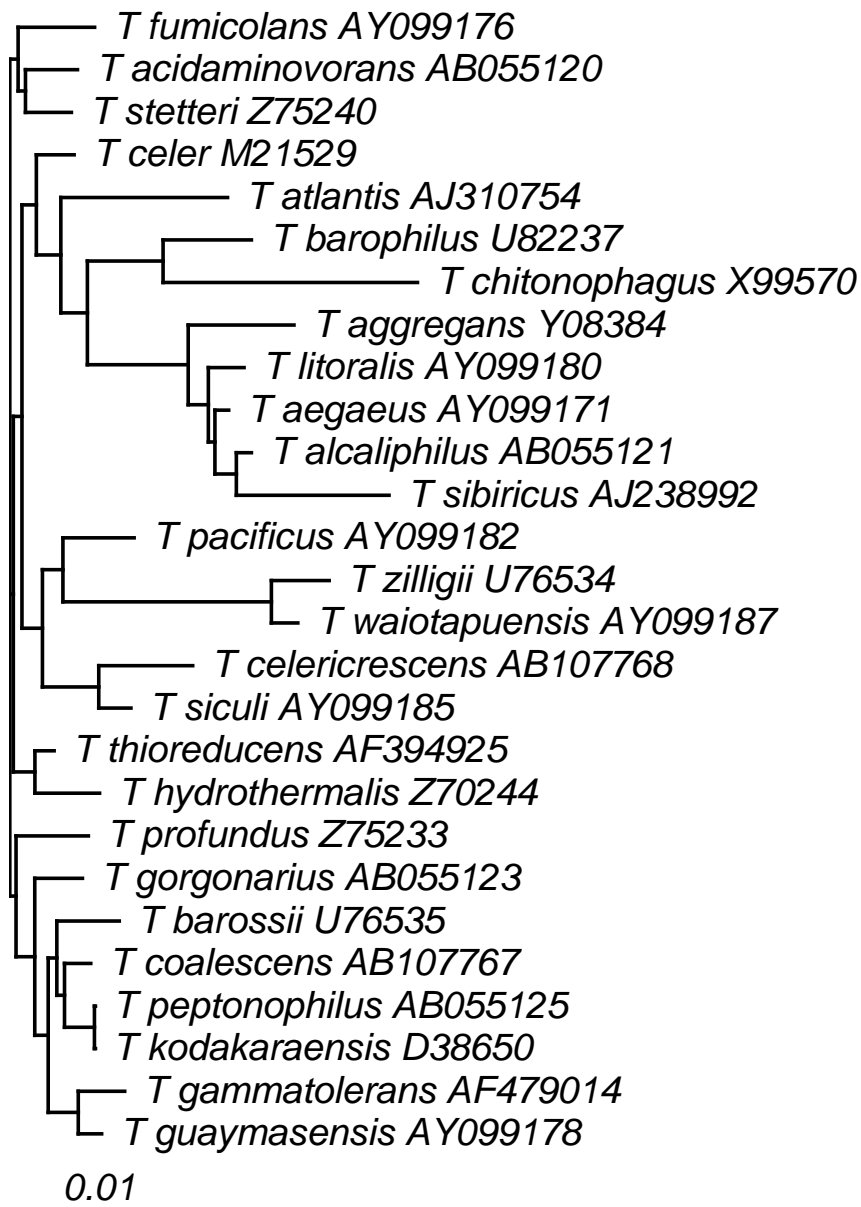 T fumicolans AY099176
T acidaminovorans AB055120
T stetteri Z75240
T celer M21529
T atlantis AJ310754
T barophilus U82237
T chitonophagus X99570
T aggregans Y08384
T litoralis AY099180
T aegaeus AY099171
T alcaliphilus AB055121
T sibiricus AJ238992
T pacificus AY099182
T zilligii U76534
T waiotapuensis AY099187
T celericrescens AB107768
T siculi AY099185
T thioreducens AF394925
T hydrothermalis Z70244
T profundus Z75233
T gorgonarius AB055123
T barossii U76535
T coalescens AB107767
T peptonophilus AB055125
T kodakaraensis D38650
T gammatolerans AF479014
T guaymasensis AY099178
0.01